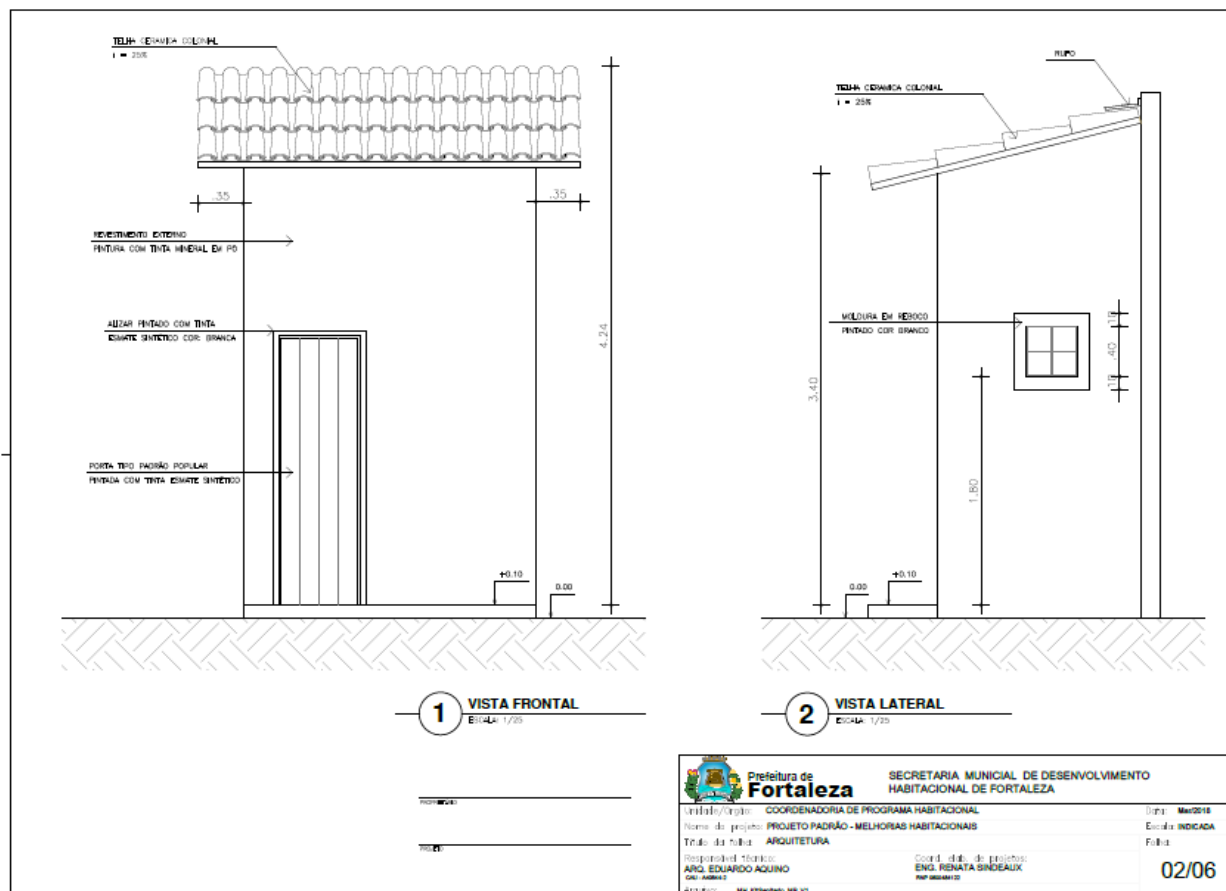 TELHA CERAMICA COLONIAL
i = 25%
.35
.35
REVESTIMENTO EXTERNO
PINTURA COM TINTA MINERAL EM PÓ
ALIZAR PINTADO COM TINTA
ESMATE SINTÉTICO COR: BRANCA
4.24
PORTA TIPO PADRÃO POPULAR
PINTADA COM TINTA ESMATE SINTÉTICO
+0.10
0.00
1
VISTA FRONTAL
ESCALA: 1/25
RUFO
TELHA CERAMICA COLONIAL
i = 25%
MOLDURA EM REBOCO
PINTADO COR BRANCO
.10
.40
.10
3.40
1.80
0.00
+0.10
2
VISTA LATERAL
ESCALA: 1/25
PROPRIETÁRIO
PROJETO
Prefeitura de
Fortaleza
SECRETARIA MUNICIAL DE DESENVOLVIMENTO
HABITACIONAL DE FORTALEZA
Unidade/Orgão: COORDENADORIA DE PROGRAMA HABITACIONAL
Data: Mar/2018
Nome do projeto: PROJETO PADRÃO - MELHORIAS HABITACIONAIS
Escala: INDICADA
Título da folha: ARQUITETURA
Folha:
Responsável técnico:
ARQ. EDUARDO AQUINO
Coord. elab. de projetos:
ENG. RENATA SINDEAUX
02/06